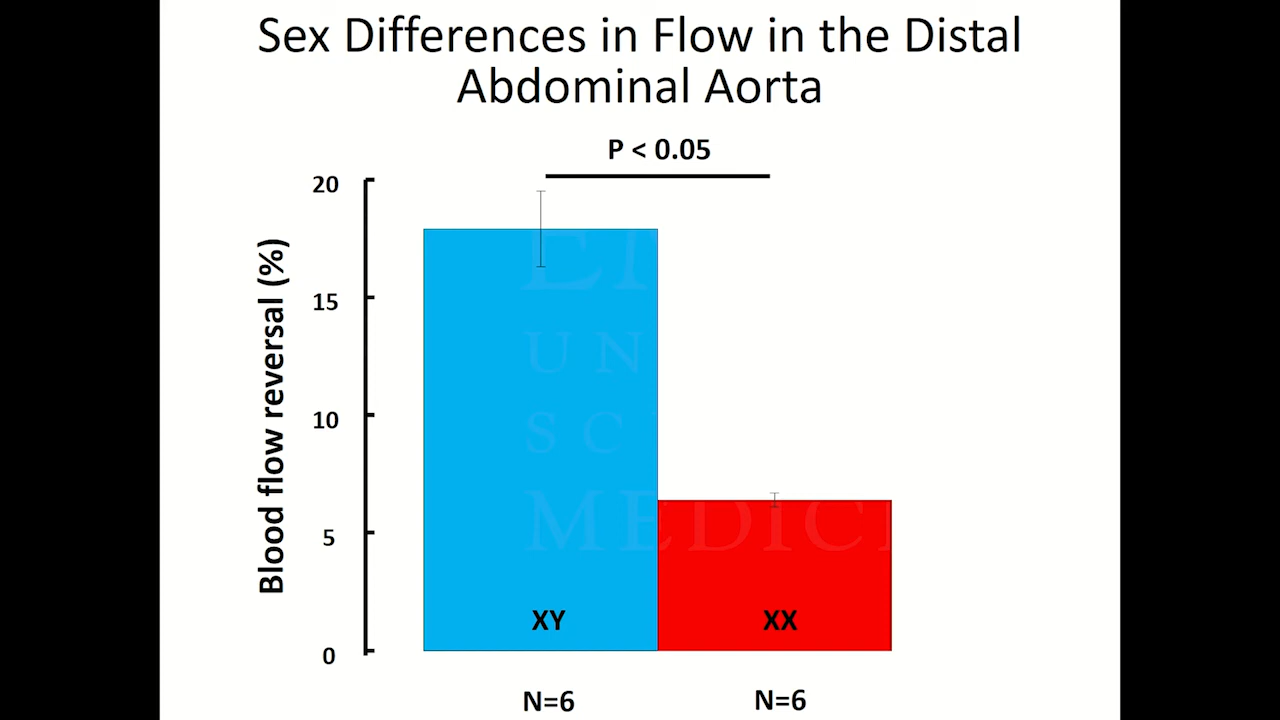 Sex Differences in Flow in the Distal
Abdominal Aorta
P < 0.05
Blood flow reversal (%)
20
15
10
5
0
XY
XX
N=6
N=6